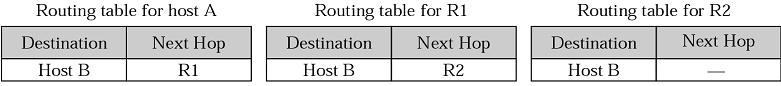 Routing table for host A
Routing table for R1
Routing table for R2
Destination Next Hop
Destination Next Hop
Destination Next Hop
Host B R1
Host B R2
Host B —